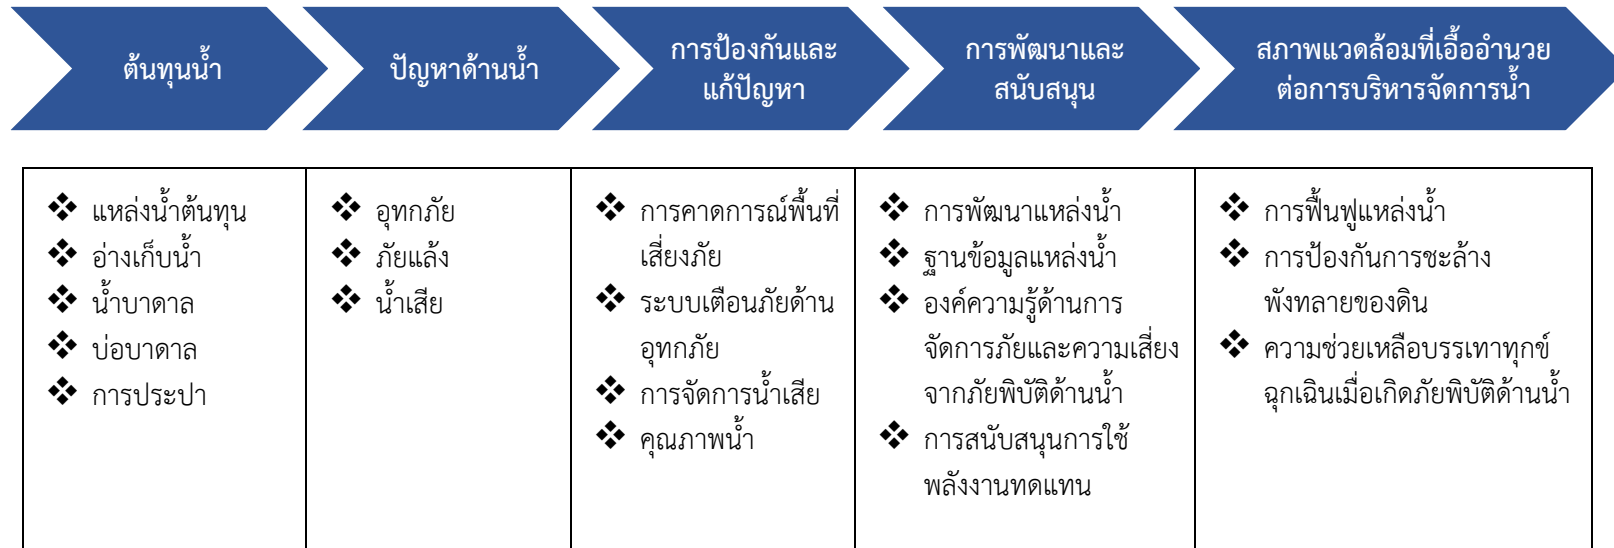 ต้นทุนน้ำ
ปัญหาด้านน้ำ
การป้องกันและ
แก้ปัญหา
การพัฒนาและ
สนับสนุน
สภาพแวดล้อมที่เอื้ออำนวย
ต่อการบริหารจัดการน้ำ
❖ แหล่งน้ำต้นทุน
❖ อ่างเก็บน้ำ
❖ น้ำบาดาล
❖ บ่อบาดาล
❖ การประปา
❖ อุทกภัย
❖ ภัยแล้ง
❖ น้ำเสีย
❖ การคาดการณ์พื้นที่
เสี่ยงภัย
❖ ระบบเตือนภัยด้าน
อุทกภัย
❖ การจัดการน้ำเสีย
❖ คุณภาพน้ำ
❖ การพัฒนาแหล่งน้ำ
❖ ฐานข้อมูลแหล่งน้ำ
❖ องค์ความรู้ด้านการ
จัดการภัยและความเสี่ยง
จากภัยพิบัติด้านน้ำ
❖ การสนับสนุนการใช้
พลังงานทดแทน
❖ การฟื้นฟูแหล่งน้ำ
❖ การป้องกันการชะล้าง
พังทลายของดิน
❖ ความช่วยเหลือบรรเทาทุกข์
ฉุกเฉินเมื่อเกิดภัยพิบัติด้านน้ำ